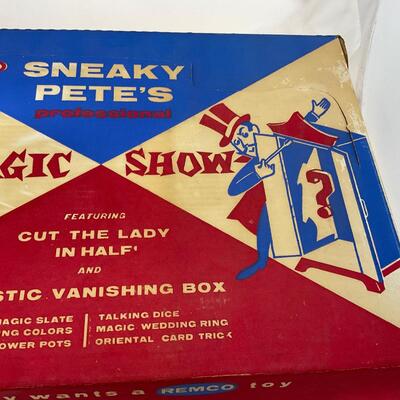 SNEAKY
PETE'S
professional
AGIC SHOW
?
FEATURING
CUT THE LADY
IN HALF'
AND
STIC VANISHING BOX
MAGIC SLATE
NG COLORS
OWER POTS
TALKING DICE
MAGIC WEDDING RING
ORIENTAL CARD TRICK
y wants a REMCO toy